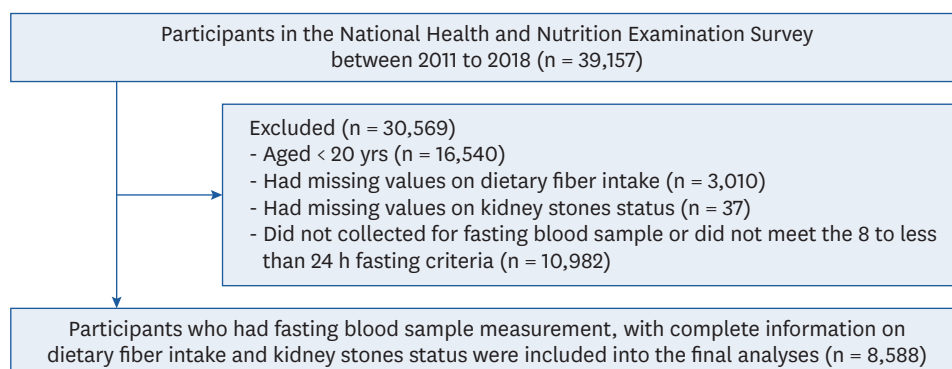 Participants in the National Health and Nutrition Examination Survey
between 2011 to 2018 (n = 39,157)
Excluded (n = 30,569)
- Aged < 20 yrs (n = 16,540)
- Had missing values on dietary fiber intake (n = 3,010)
- Had missing values on kidney stones status (n = 37)
- Did not collected for fasting blood sample or did not meet the 8 to less
than 24 h fasting criteria (n = 10,982)
Participants who had fasting blood sample measurement, with complete information on
dietary fiber intake and kidney stones status were included into the final analyses (n = 8,588)